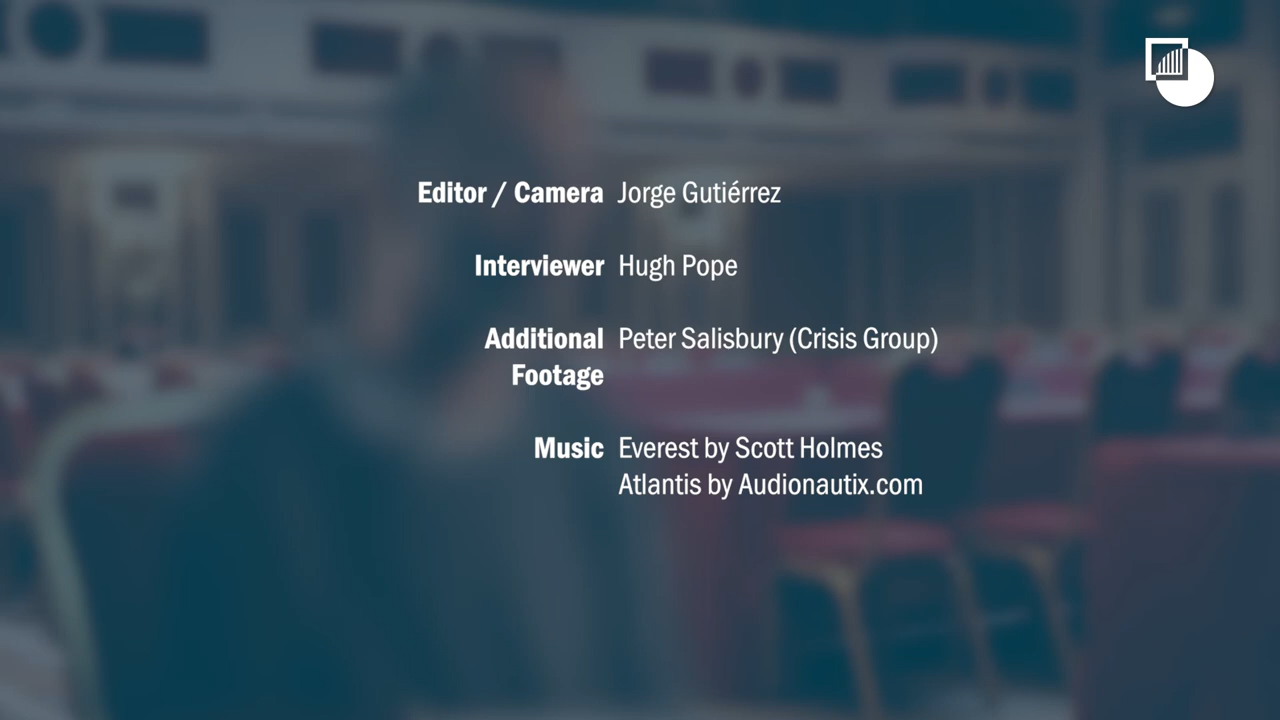 Editor / Camera Jorge Gutiérrez
Interviewer Hugh Pope
Additional Peter Salisbury (Crisis Group)
Footage
Music Everest by Scott Holmes
Atlantis by Audionautix.com